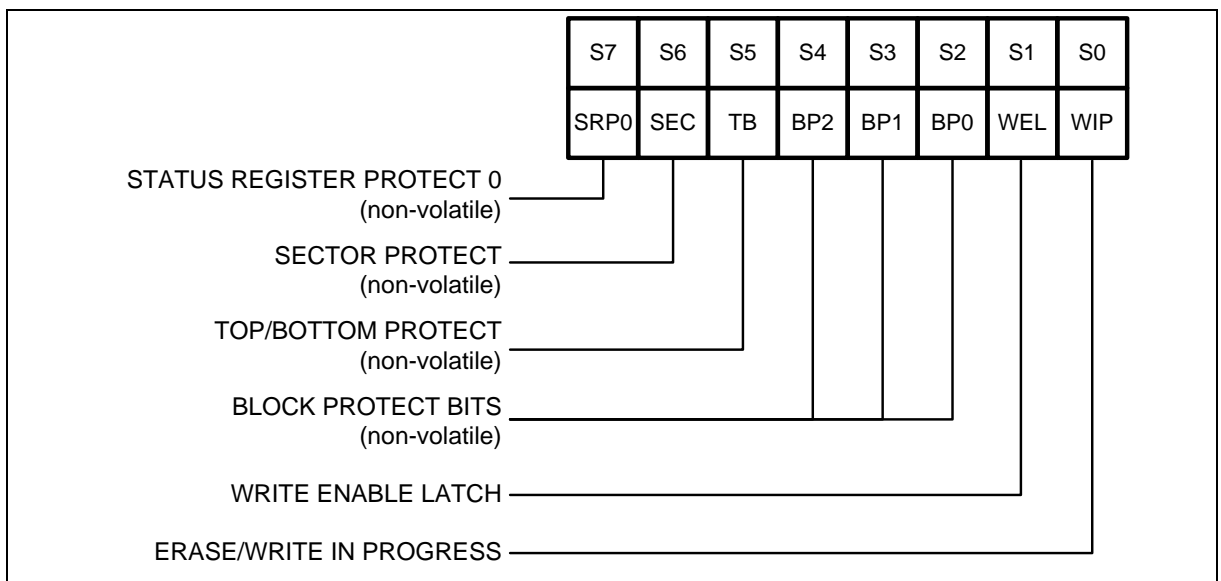 S7 S6 S5 S4 S3 S2 S1 S0
SRP0 SEC TB BP2 BP1 BP0 WEL WIP
STATUS REGISTER PROTECT 0
(non-volatile)
SECTOR PROTECT
(non-volatile)
TOP/BOTTOM PROTECT
(non-volatile)
BLOCK PROTECT BITS
(non-volatile)
WRITE ENABLE LATCH
ERASE/WRITE IN PROGRESS